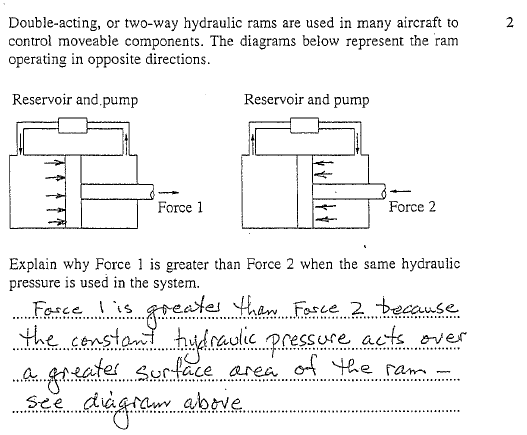 Double-acting, or two-way hydraulic rams are used in many aircraft to 2
control moveable components. The diagrams below represent the ram
operating in opposite directions.
Reservoir and pump Reservoir and pump
Force 1 Force 2
Explain why Force 1 is greater than Force 2 when the same hydraulic
pressure is used in the system.
Force 1 is greater than Force 2 because
the constant hydraulic pressure acts over
a greater surface area of the ram –
see diagram above